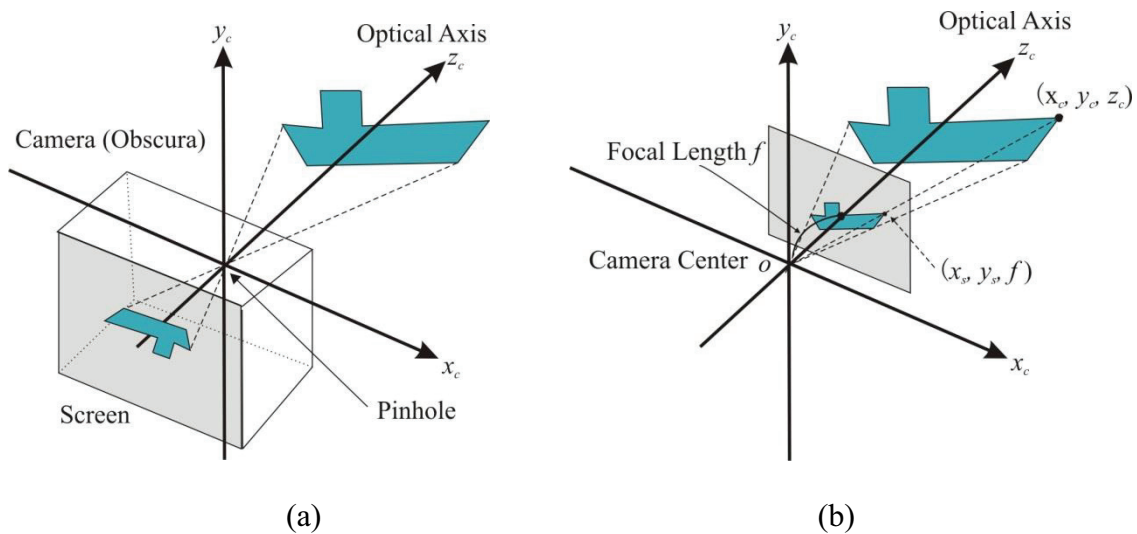 y_c
Optical Axis
z_c
Camera (Obscura)
x_c
Screen
Pinhole
(a)
y_c
Optical Axis
z_c
(x_c, y_c, z_c)
Focal Length f
Camera Center o
(x_s, y_s, f)
x_c
(b)